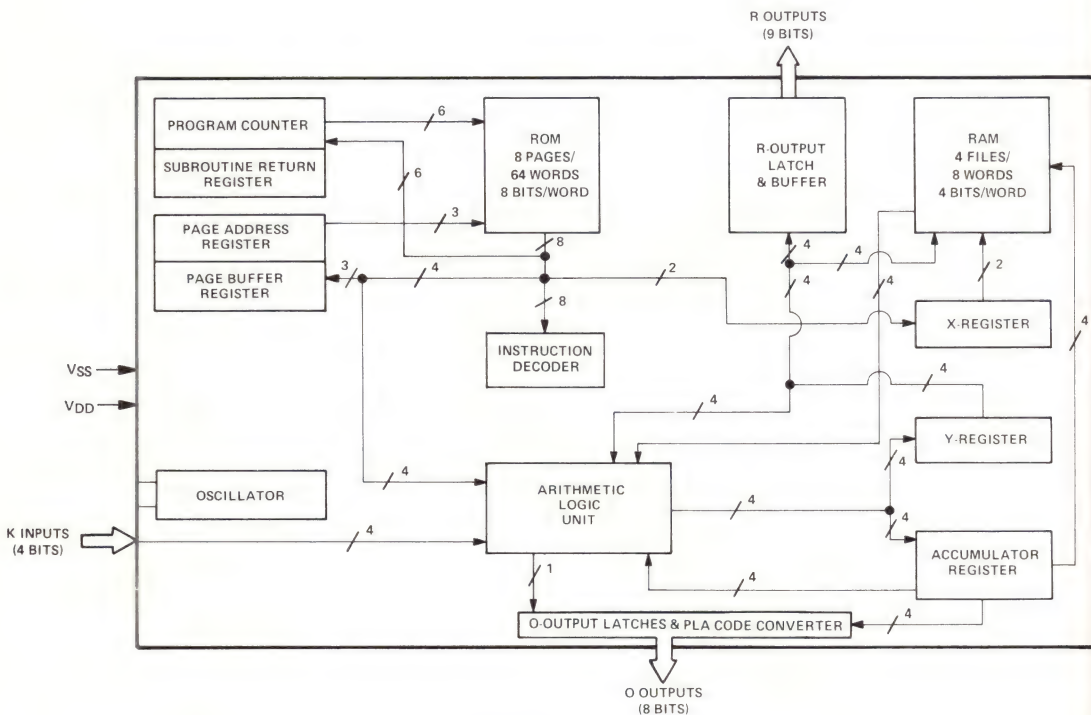 R OUTPUTS
(9 BITS)
PROGRAM COUNTER
SUBROUTINE RETURN
REGISTER
6
6
ROM
8 PAGES/
64 WORDS
8 BITS/WORD
R-OUTPUT
LATCH
& BUFFER
RAM
4 FILES/
8 WORDS
4 BITS/WORD
PAGE ADDRESS
REGISTER
PAGE BUFFER
REGISTER
3
3
4
8
8
2
4
4
4
4
2
4
X-REGISTER
INSTRUCTION
DECODER
VSS
VDD
4
4
Y-REGISTER
OSCILLATOR
4
ARITHMETIC
LOGIC
UNIT
4
4
4
K INPUTS
(4 BITS)
4
ACCUMULATOR
REGISTER
1
4
4
O-OUTPUT LATCHES & PLA CODE CONVERTER
O OUTPUTS
(8 BITS)